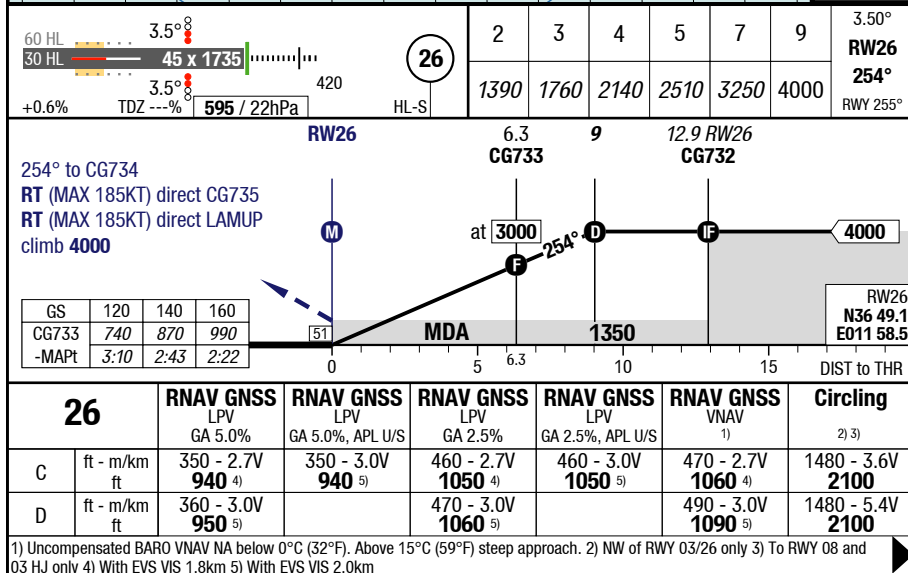 60 HL
30 HL
3.5°
45 x 1735
3.5°
420
+0.6%
TDZ ---%
595 / 22hPa
HL-S
26
2 3 4 5 7 9
1390 1760 2140 2510 3250 4000
3.50°
RW26
254°
RWY 255°
RW26
6.3
CG733
9
12.9 RW26
CG732
254° to CG734
RT (MAX 185KT) direct CG735
RT (MAX 185KT) direct LAMUP
climb 4000
M
at 3000
F
254°
D
IF
4000
GS 120 140 160
CG733 740 870 990
-MAPt 3:10 2:43 2:22
51
MDA 1350
RW26
N36 49.1
E011 58.5
0 5 6.3 10 15 DIST to THR
26
RNAV GNSS RNAV GNSS RNAV GNSS RNAV GNSS RNAV GNSS Circling
LPV LPV LPV LPV VNAV
GA 5.0% GA 5.0%, APL U/S GA 2.5% GA 2.5%, APL U/S 1) 2) 3)
C ft - m/km 350 - 2.7V 350 - 3.0V 460 - 2.7V 460 - 3.0V 470 - 2.7V 1480 - 3.6V
ft 940 4) 940 5) 1050 4) 1050 5) 1060 4) 2100
D ft - m/km 360 - 3.0V 470 - 3.0V 490 - 3.0V 1480 - 5.4V
ft 950 5) 1060 5) 1090 5) 2100
1) Uncompensated BARO VNAV NA below 0°C (32°F). Above 15°C (59°F) steep approach. 2) NW of RWY 03/26 only 3) To RWY 08 and
03 HJ only 4) With EVS VIS 1.8km 5) With EVS VIS 2.0km